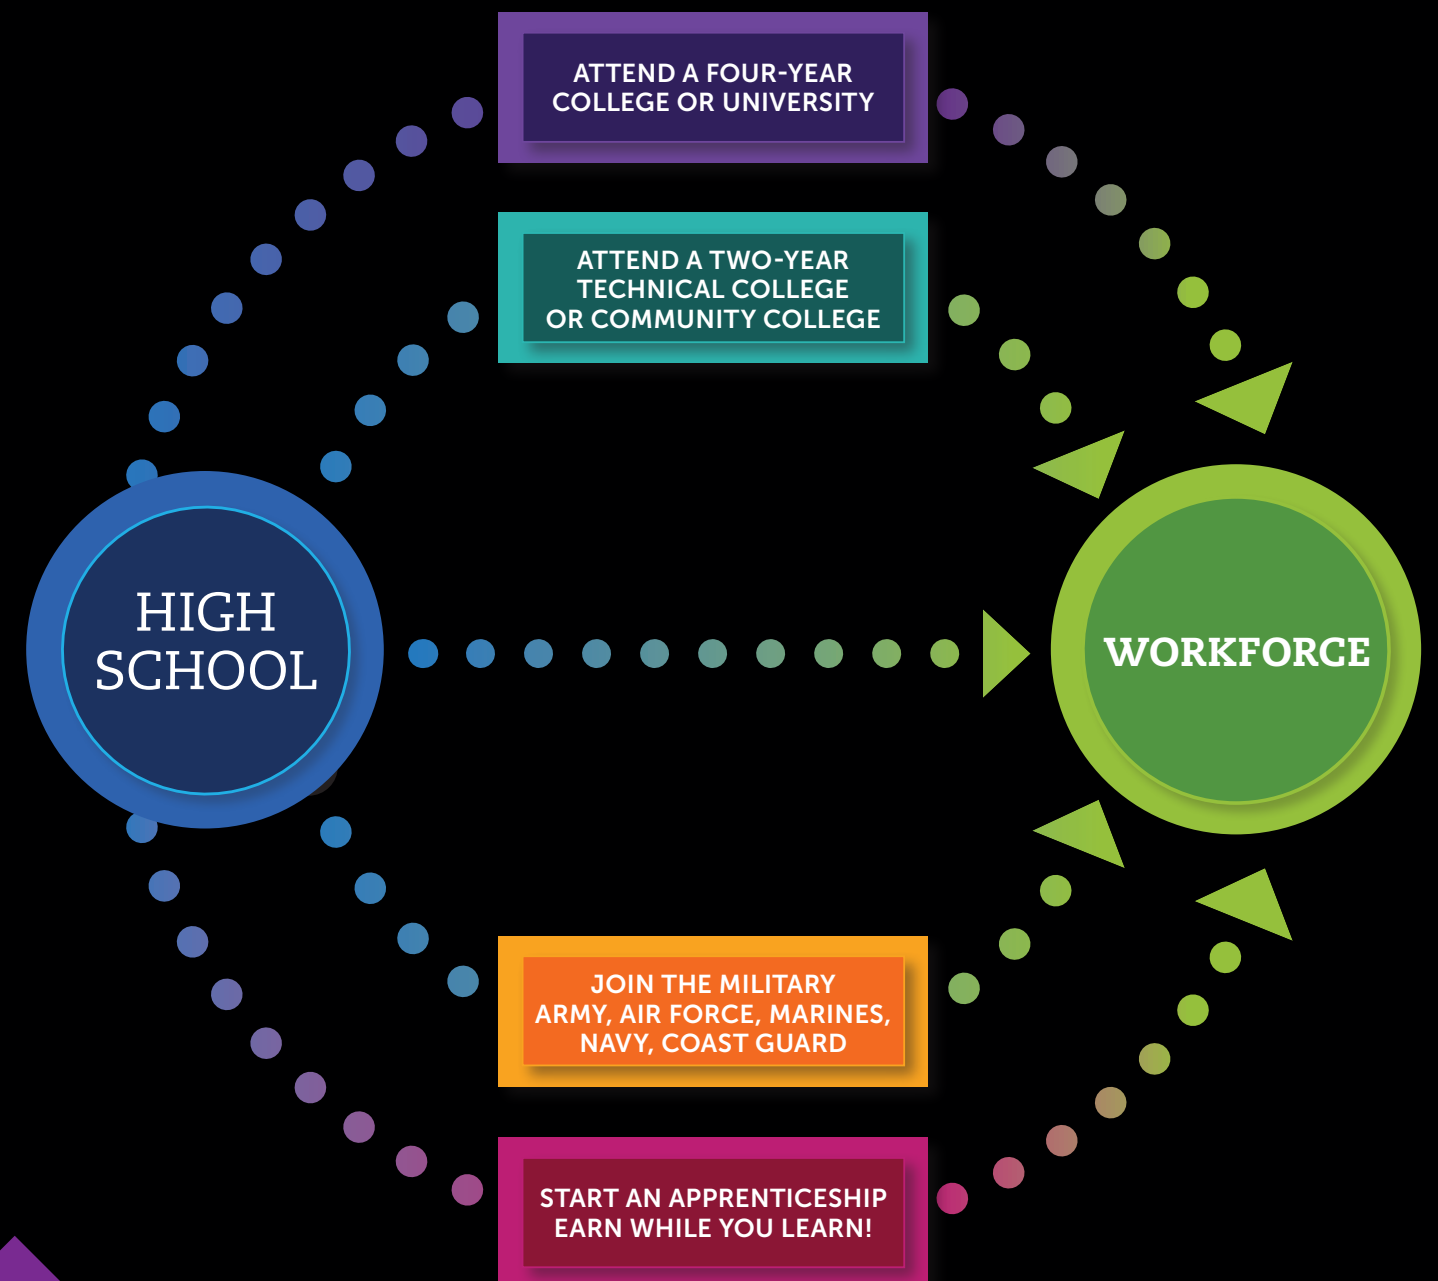 ATTEND A FOUR-YEAR
COLLEGE OR UNIVERSITY
ATTEND A TWO-YEAR
TECHNICAL COLLEGE
OR COMMUNITY COLLEGE
HIGH
SCHOOL
WORKFORCE
JOIN THE MILITARY
ARMY, AIR FORCE, MARINES,
NAVY, COAST GUARD
START AN APPRENTICESHIP
EARN WHILE YOU LEARN!